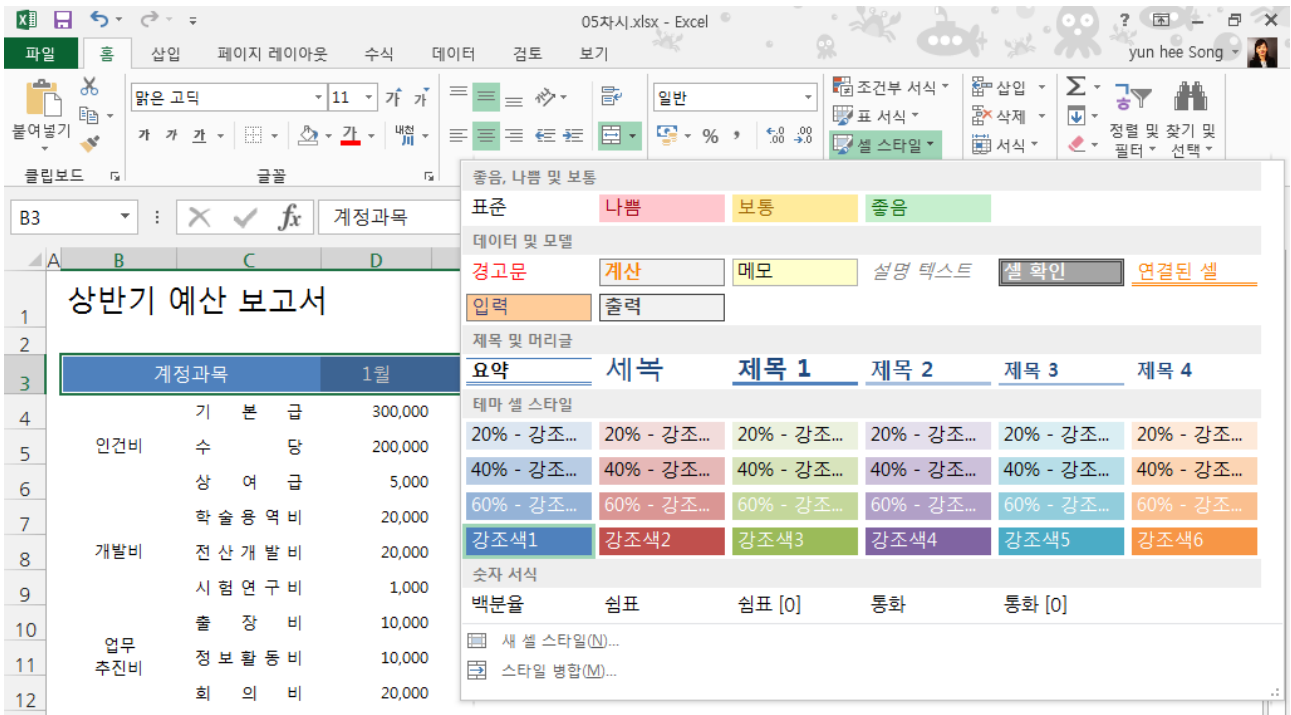 05차시.xlsx - Excel
?
파일 홈 삽입 페이지 레이아웃 수식 데이터 검토 보기 yun hee Song
붙여넣기
맑은 고딕 11 가 가
가 가 가 가 내천
일반
% ,
조건부 서식
표 서식
셀 스타일
삽입
삭제
서식
정렬 및 필터
찾기 및 선택
클립보드 글꼴
B3 fx 계정과목
A B C D
1 상반기 예산 보고서
2
3 계정과목 1월
4 기 본 급 300,000
5 인건비 수 당 200,000
6 상 여 급 5,000
7 학 술 용 역 비 20,000
8 개발비 전 산 개 발 비 20,000
9 시 험 연 구 비 1,000
10 출 장 비 10,000
업무
11 추진비 정 보 활 동 비 10,000
12 회 의 비 20,000
좋음, 나쁨 및 보통
표준 나쁨 보통 좋음
데이터 및 모델
경고문 계산 메모 설명 텍스트 셀 확인 연결된 셀
입력 출력
제목 및 머리글
요약 세복 제목 1 제목 2 제목 3 제목 4
테마 셀 스타일
20% - 강조... 20% - 강조... 20% - 강조... 20% - 강조... 20% - 강조... 20% - 강조...
40% - 강조... 40% - 강조... 40% - 강조... 40% - 강조... 40% - 강조... 40% - 강조...
60% - 강조... 60% - 강조... 60% - 강조... 60% - 강조... 60% - 강조... 60% - 강조...
강조색1 강조색2 강조색3 강조색4 강조색5 강조색6
숫자 서식
백분율 쉼표 쉼표 [0] 통화 통화 [0]
새 셀 스타일(N)...
스타일 병합(M)...